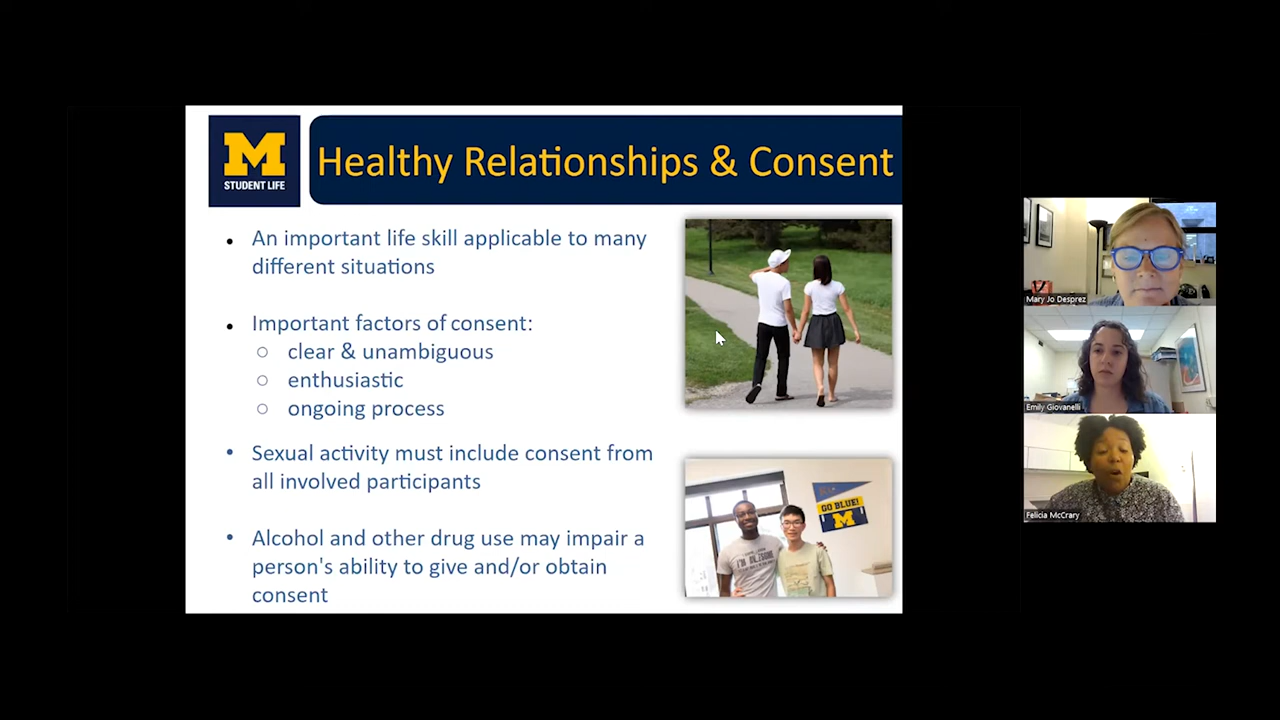 M
STUDENT LIFE
Healthy Relationships & Consent
• An important life skill applicable to many
different situations
• Important factors of consent:
○ clear & unambiguous
○ enthusiastic
○ ongoing process
• Sexual activity must include consent from
all involved participants
• Alcohol and other drug use may impair a
person's ability to give and/or obtain
consent
GO BLUE!
M
Mary Jo Desprez
Emily Giovanelli
Felicia McCrary